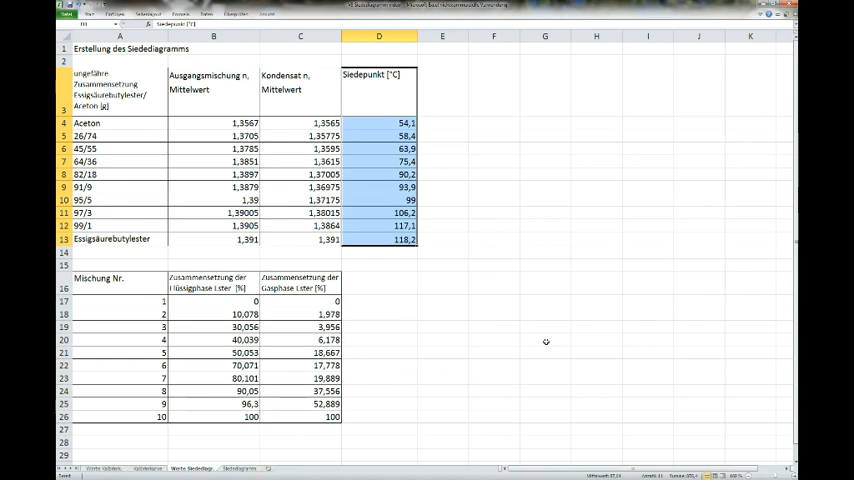 Siedepunkt [°C]
A B C D E F G H I J K
1 Erstellung des Siedediagramms
2
3 ungefähre Zusammensetzung Essigsäurebutylester/ Aceton [g] Ausgangsmischung n, Mittelwert Kondensat n, Mittelwert Siedepunkt [°C]
4 Aceton 1,3567 1,3565 54,1
5 26/74 1,3705 1,35775 58,4
6 45/55 1,3785 1,3595 63,9
7 64/36 1,3851 1,3615 75,4
8 82/18 1,3897 1,37005 90,2
9 91/9 1,3879 1,36975 93,9
10 95/5 1,39 1,37175 99
11 97/3 1,39005 1,38015 106,2
12 99/1 1,3905 1,3864 117,1
13 Essigsäurebutylester 1,391 1,391 118,2
14
15
16 Mischung Nr. Zusammensetzung der Flüssigphase Ester [%] Zusammensetzung der Gasphase Ester [%]
17 1 0 0
18 2 10,078 1,978
19 3 30,056 3,956
20 4 40,039 6,178
21 5 50,053 18,667
22 6 70,071 17,778
23 7 80,101 19,889
24 8 90,05 37,556
25 9 96,3 52,889
26 10 100 100
27
28
29
Werte Siedediagr. Siedediagramm